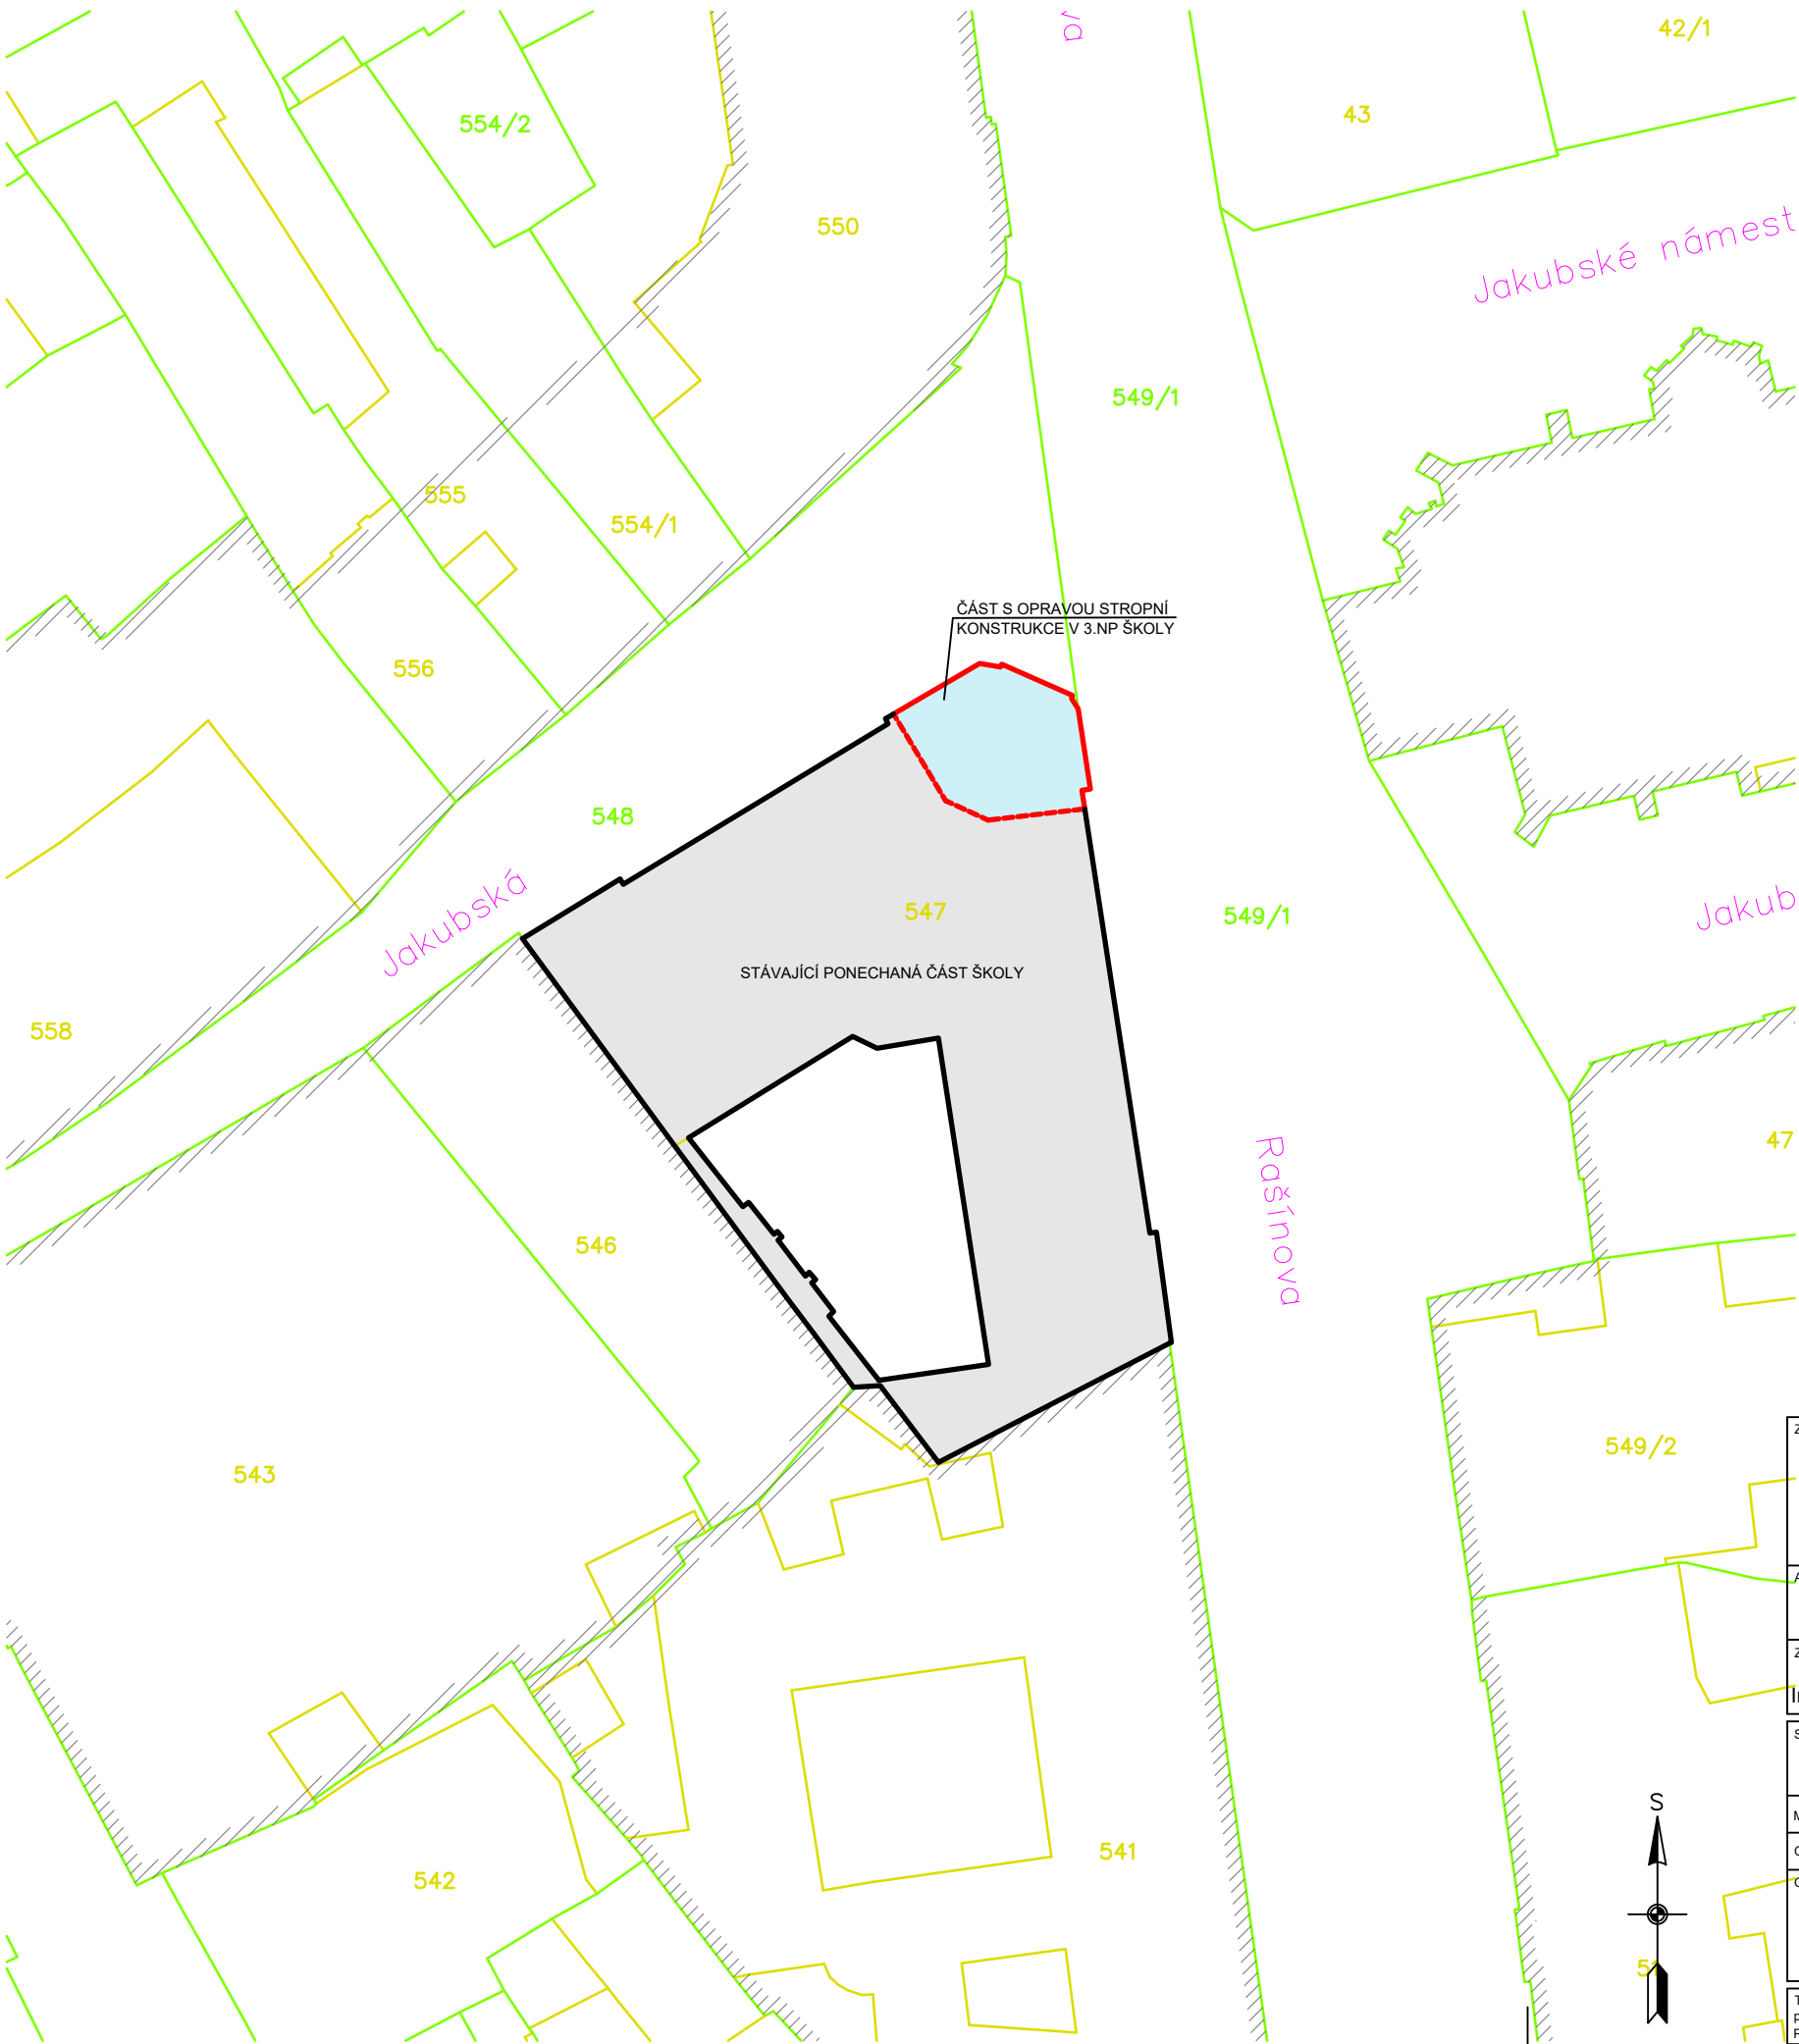 va
42/1
43
554/2
550
Jakubské
549/1
555
554/1
ČÁST S OPRAVOU STROPNÍ
KONSTRUKCE V 3.NP ŠKOLY
556
548
Jakubská
547
549/1
STÁVAJÍCÍ PONECHANÁ ČÁST ŠKOLY
558
47
Rašínova
546
549/2
543
S
541
542